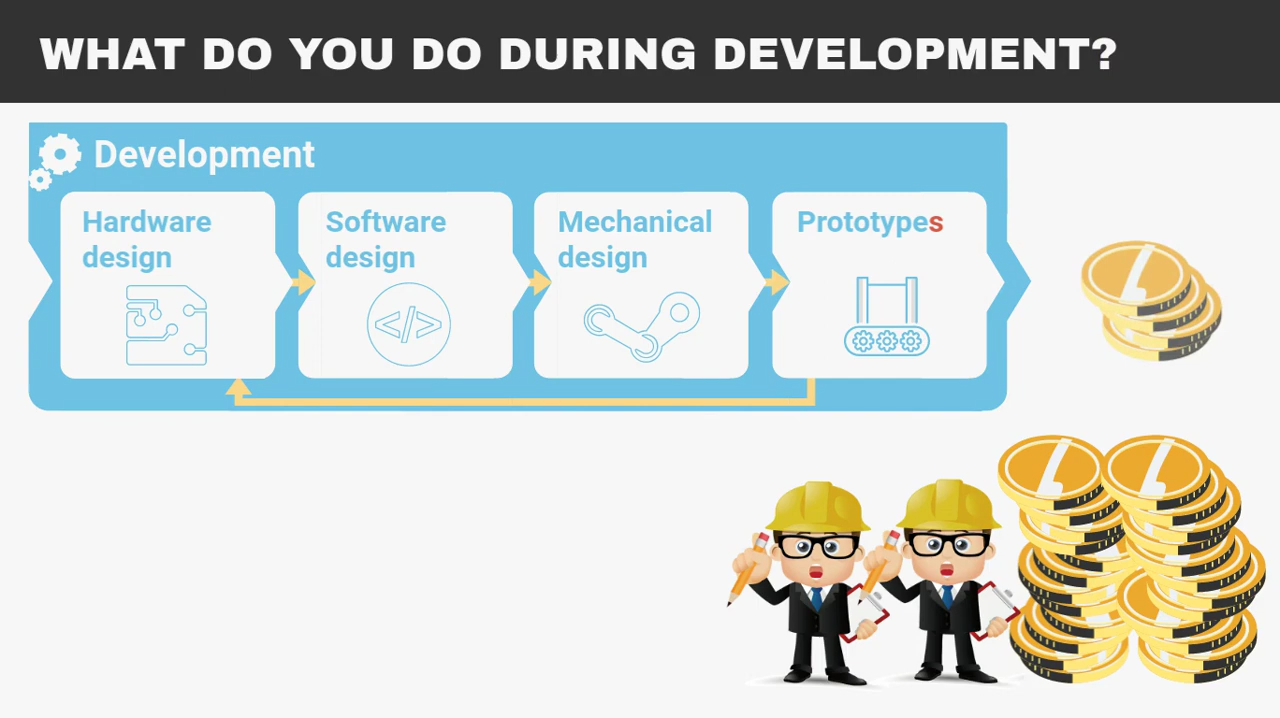 WHAT DO YOU DO DURING DEVELOPMENT?
Development
Hardware
design
Software
design
Mechanical
design
Prototypes
</>